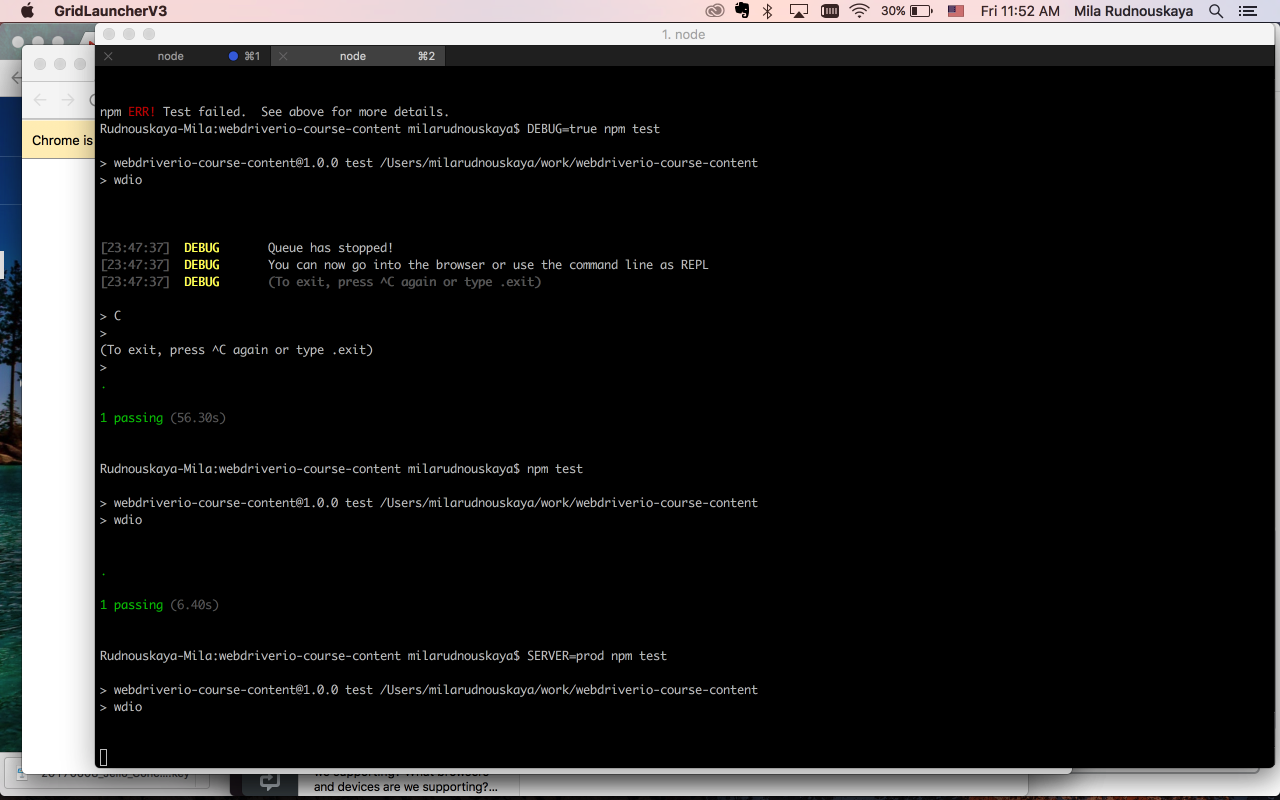 GridLauncherV3
30%
Fri 11:52 AM
Mila Rudnouskaya
1. node
node
⌘1
node
⌘2
Chrome is
npm ERR! Test failed.  See above for more details.
Rudnouskaya-Mila:webdriverio-course-content milarudnouskaya$ DEBUG=true npm test
> webdriverio-course-content@1.0.0 test /Users/milarudnouskaya/work/webdriverio-course-content
> wdio
[23:47:37]  DEBUG       Queue has stopped!
[23:47:37]  DEBUG       You can now go into the browser or use the command line as REPL
[23:47:37]  DEBUG       (To exit, press ^C again or type .exit)
> C
>
(To exit, press ^C again or type .exit)
>
.
1 passing (56.30s)
Rudnouskaya-Mila:webdriverio-course-content milarudnouskaya$ npm test
> webdriverio-course-content@1.0.0 test /Users/milarudnouskaya/work/webdriverio-course-content
> wdio
.
1 passing (6.40s)
Rudnouskaya-Mila:webdriverio-course-content milarudnouskaya$ SERVER=prod npm test
> webdriverio-course-content@1.0.0 test /Users/milarudnouskaya/work/webdriverio-course-content
> wdio
we supporting? What browsers
and devices are we supporting?...